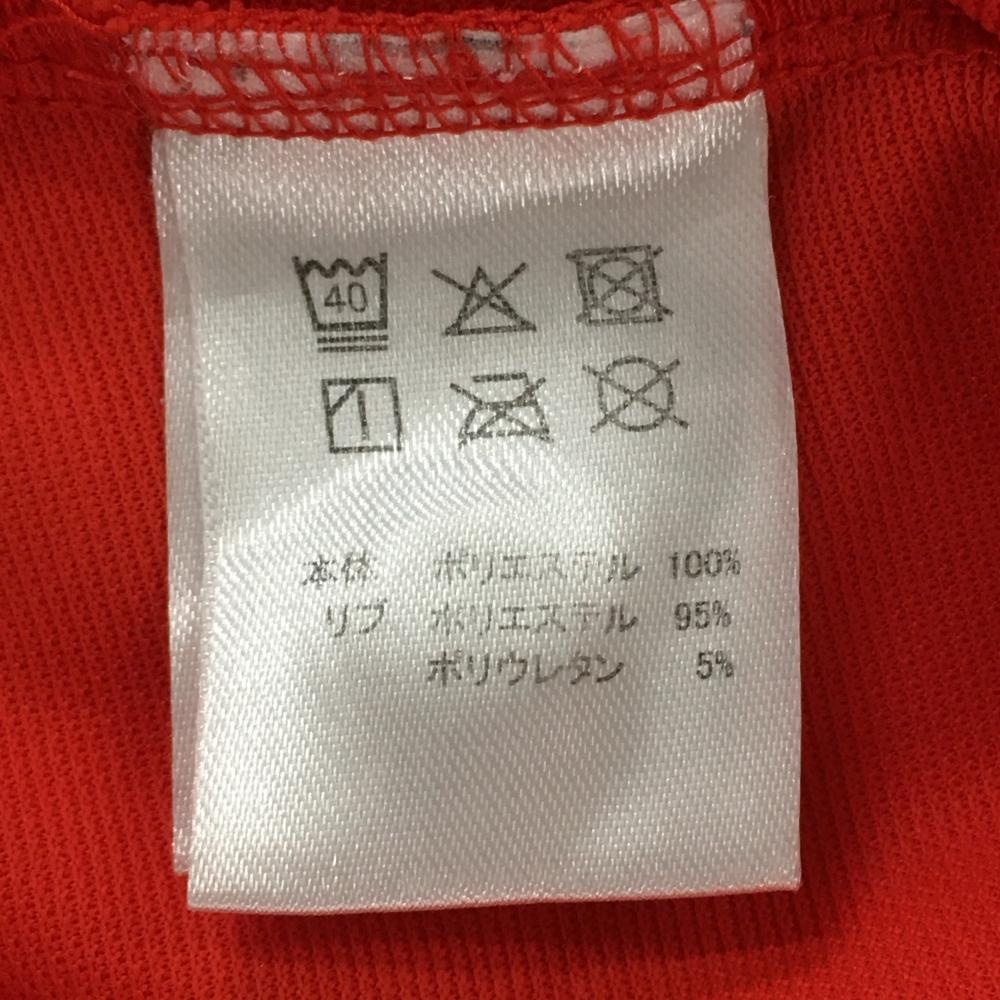 40
本体 ポリエステル 100%
リブ ポリエステル 95%
ポリウレタン 5%